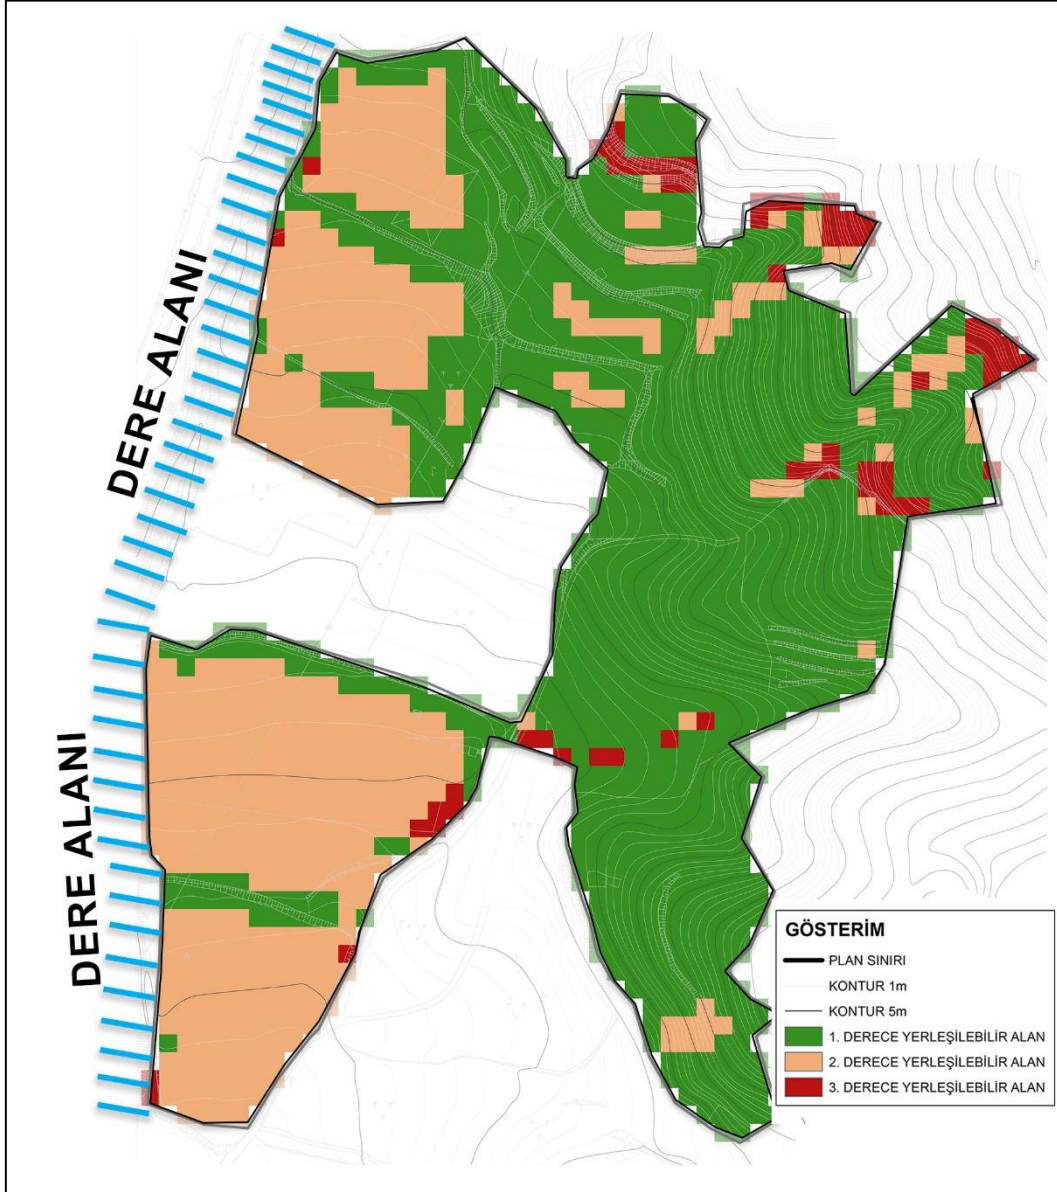 DERE ALANI
DERE ALANI
GÖSTERİM
PLAN SINIRI
KONTUR 1m
KONTUR 5m
1. DERECE YERLEŞİLEBİLİR ALAN
2. DERECE YERLEŞİLEBİLİR ALAN
3. DERECE YERLEŞİLEBİLİR ALAN